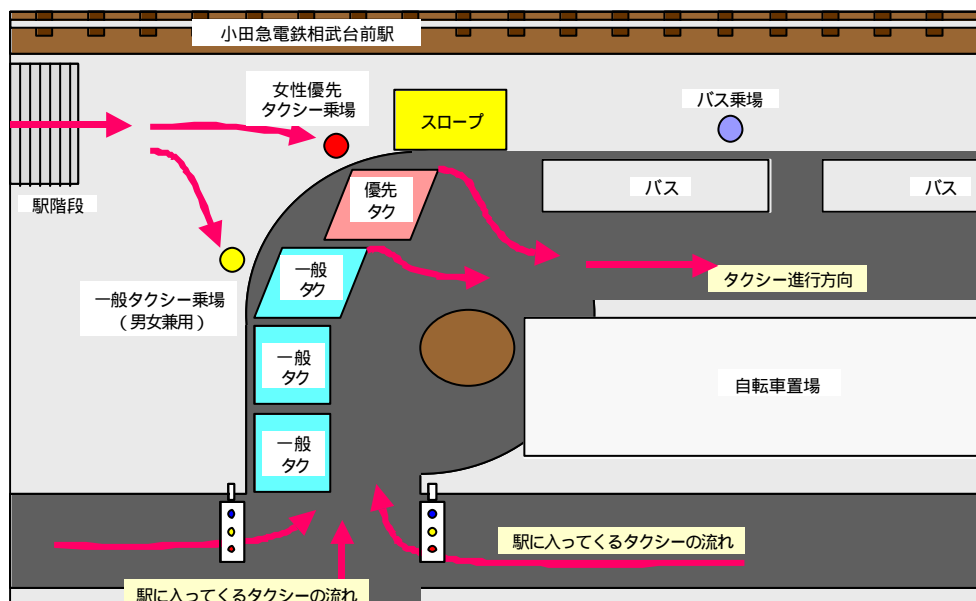 小田急電鉄相武台前駅
女性優先
タクシー乗場
スロープ
バス乗場
駅階段
優先
タク
バス
バス
一般
タク
タクシー進行方向
一般タクシー乗場
（男女兼用）
一般
タク
自転車置場
一般
タク
駅に入ってくるタクシーの流れ
駅に入ってくるタクシーの流れ